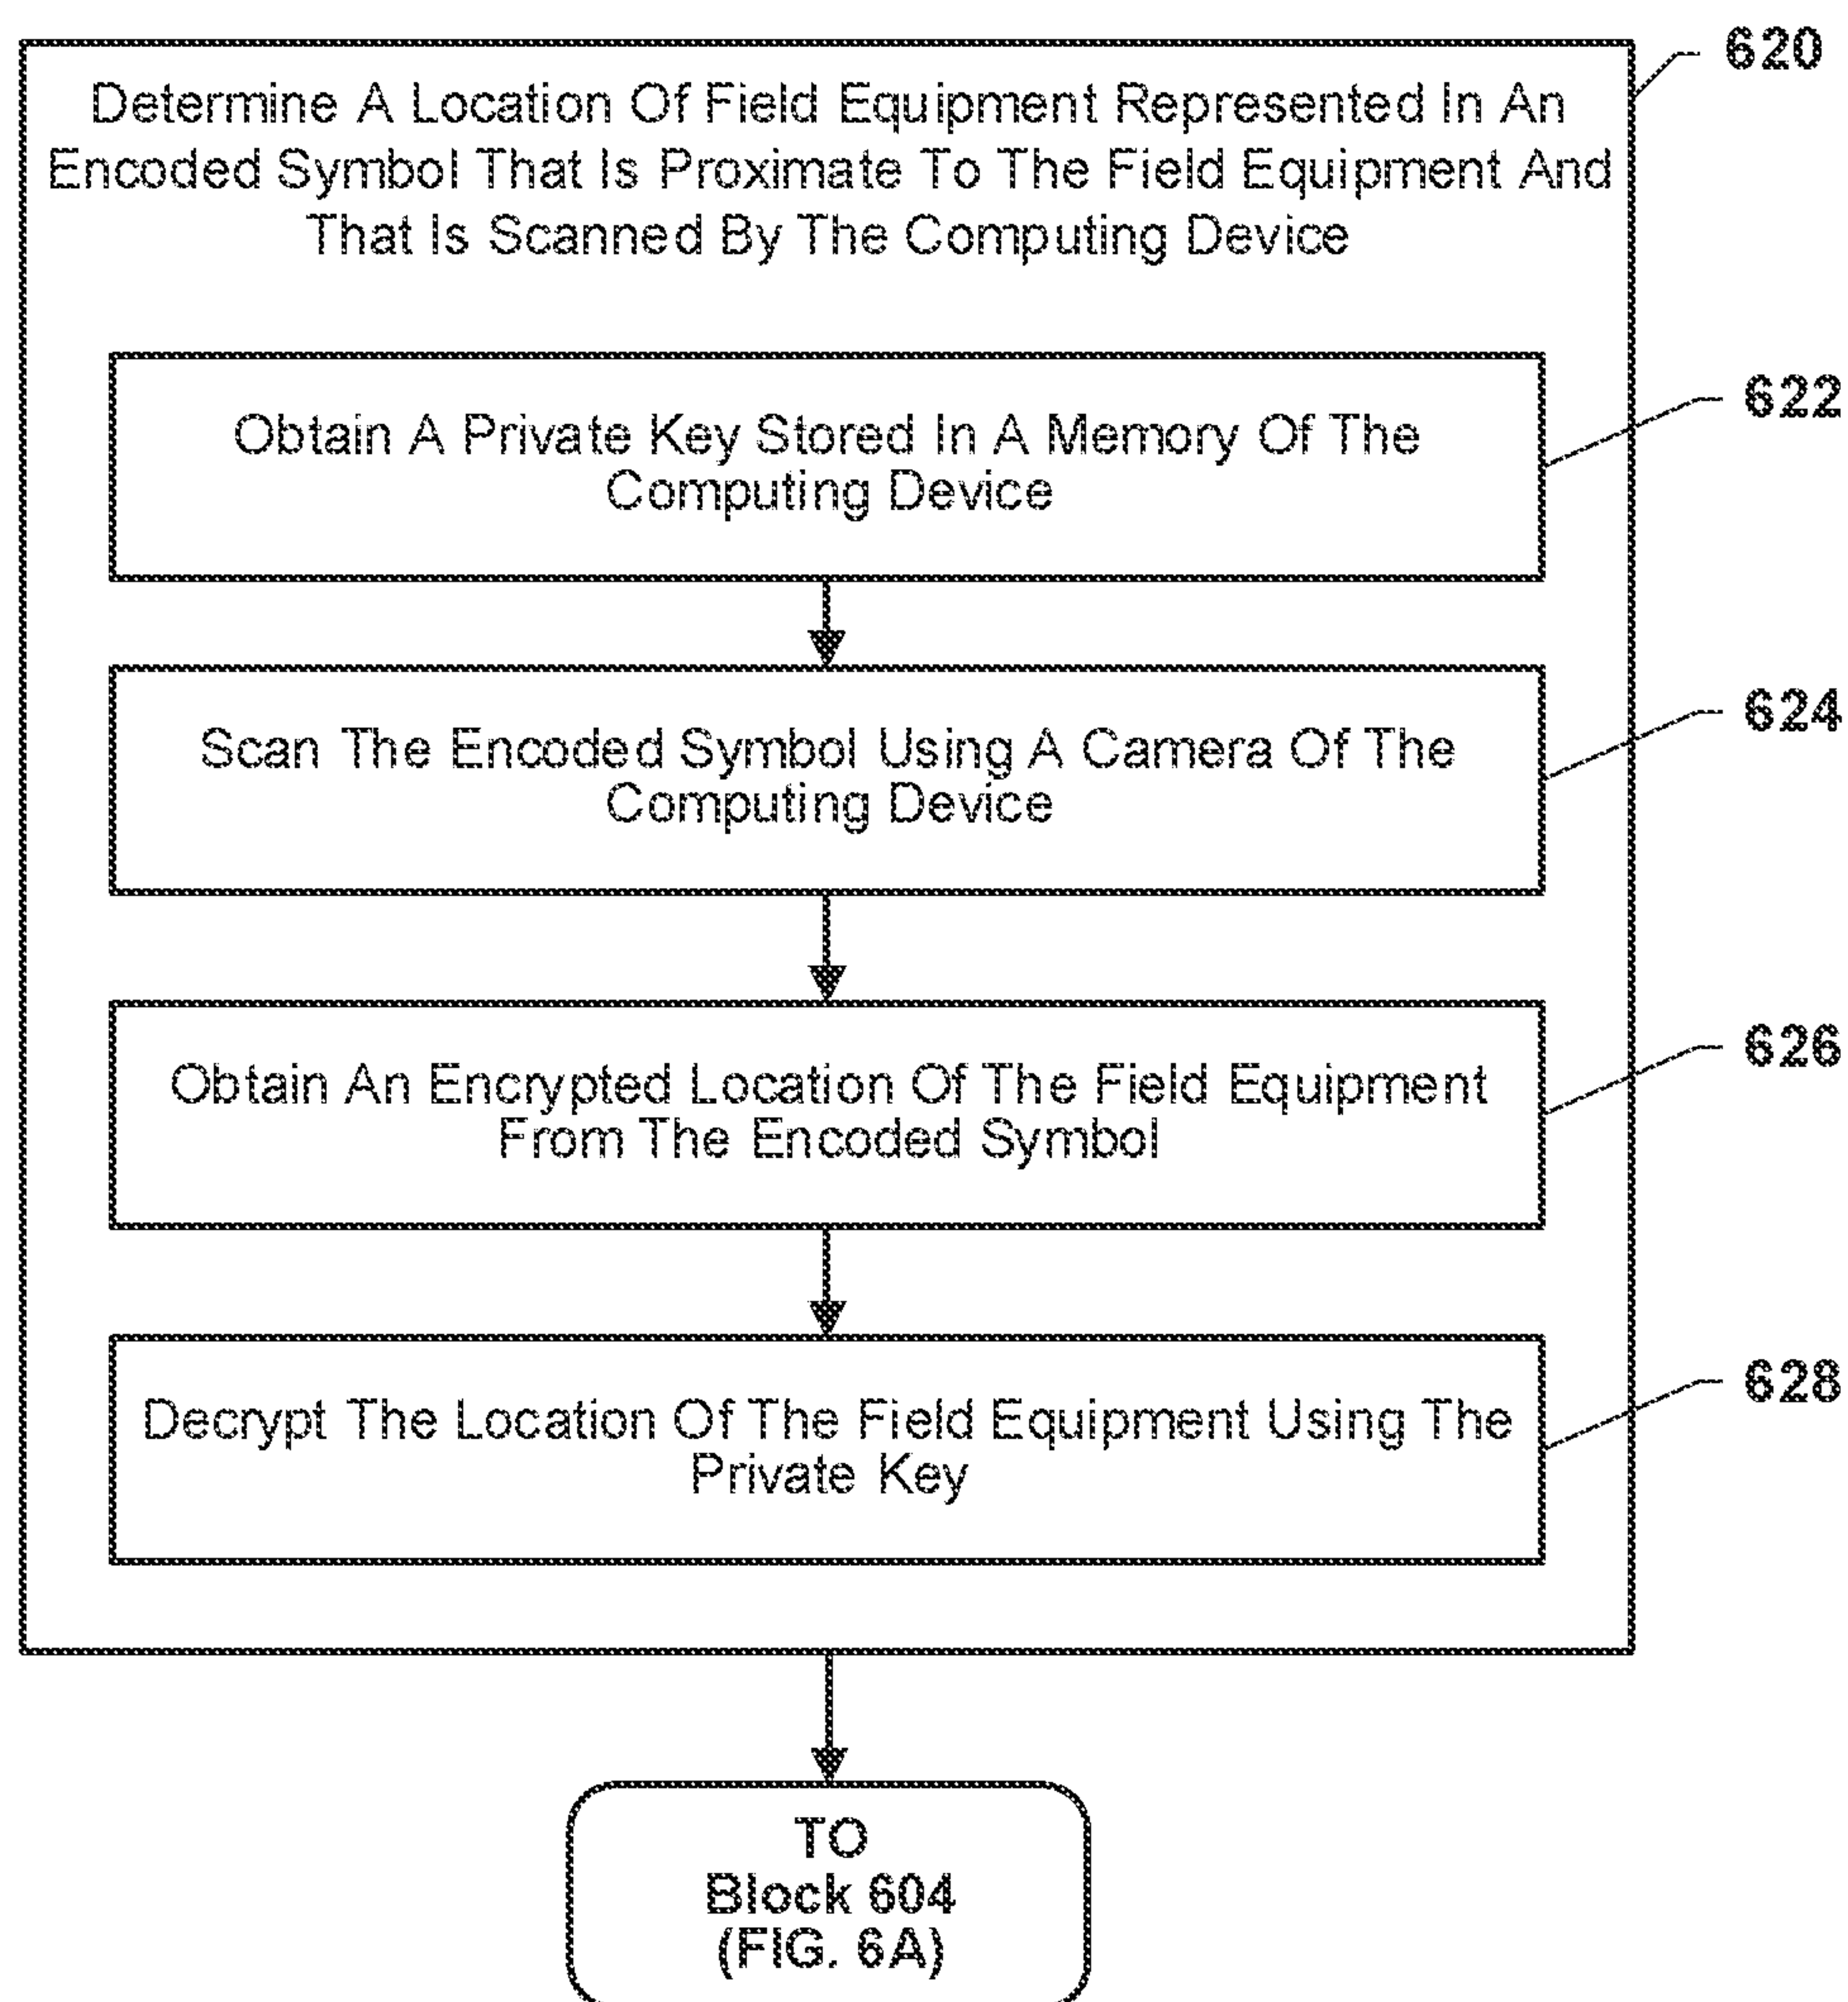 620
Determine A Location Of Field Equipment Represented In An
Encoded Symbol That Is Proximate To The Field Equipment And
That Is Scanned By The Computing Device
622
Obtain A Private Key Stored In A Memory Of The
Computing Device
624
Scan The Encoded Symbol Using A Camera Of The
Computing Device
626
Obtain An Encrypted Location Of The Field Equipment
From The Encoded Symbol
628
Decrypt The Location Of The Field Equipment Using The
Private Key
TO
Block 604
(FIG. 6A)